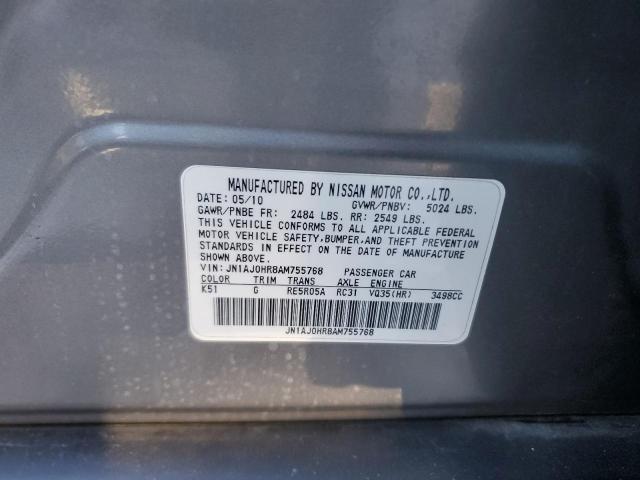 MANUFACTURED BY NISSAN MOTOR CO.,LTD.
DATE: 05/10 GVWR/PNBV: 5024 LBS.
GAWR/PNBE FR: 2484 LBS. RR: 2549 LBS.
THIS VEHICLE CONFORMS TO ALL APPLICABLE FEDERAL
MOTOR VEHICLE SAFETY,BUMPER,AND THEFT PREVENTION
STANDARDS IN EFFECT ON THE DATE OF MANUFACTURE
SHOWN ABOVE.
VIN: JN1AJ0HR8AM755768 PASSENGER CAR
COLOR TRIM TRANS AXLE ENGINE
K51 G RE5R05A RC31 VQ35(HR) 3498CC
JN1AJ0HR8AM755768